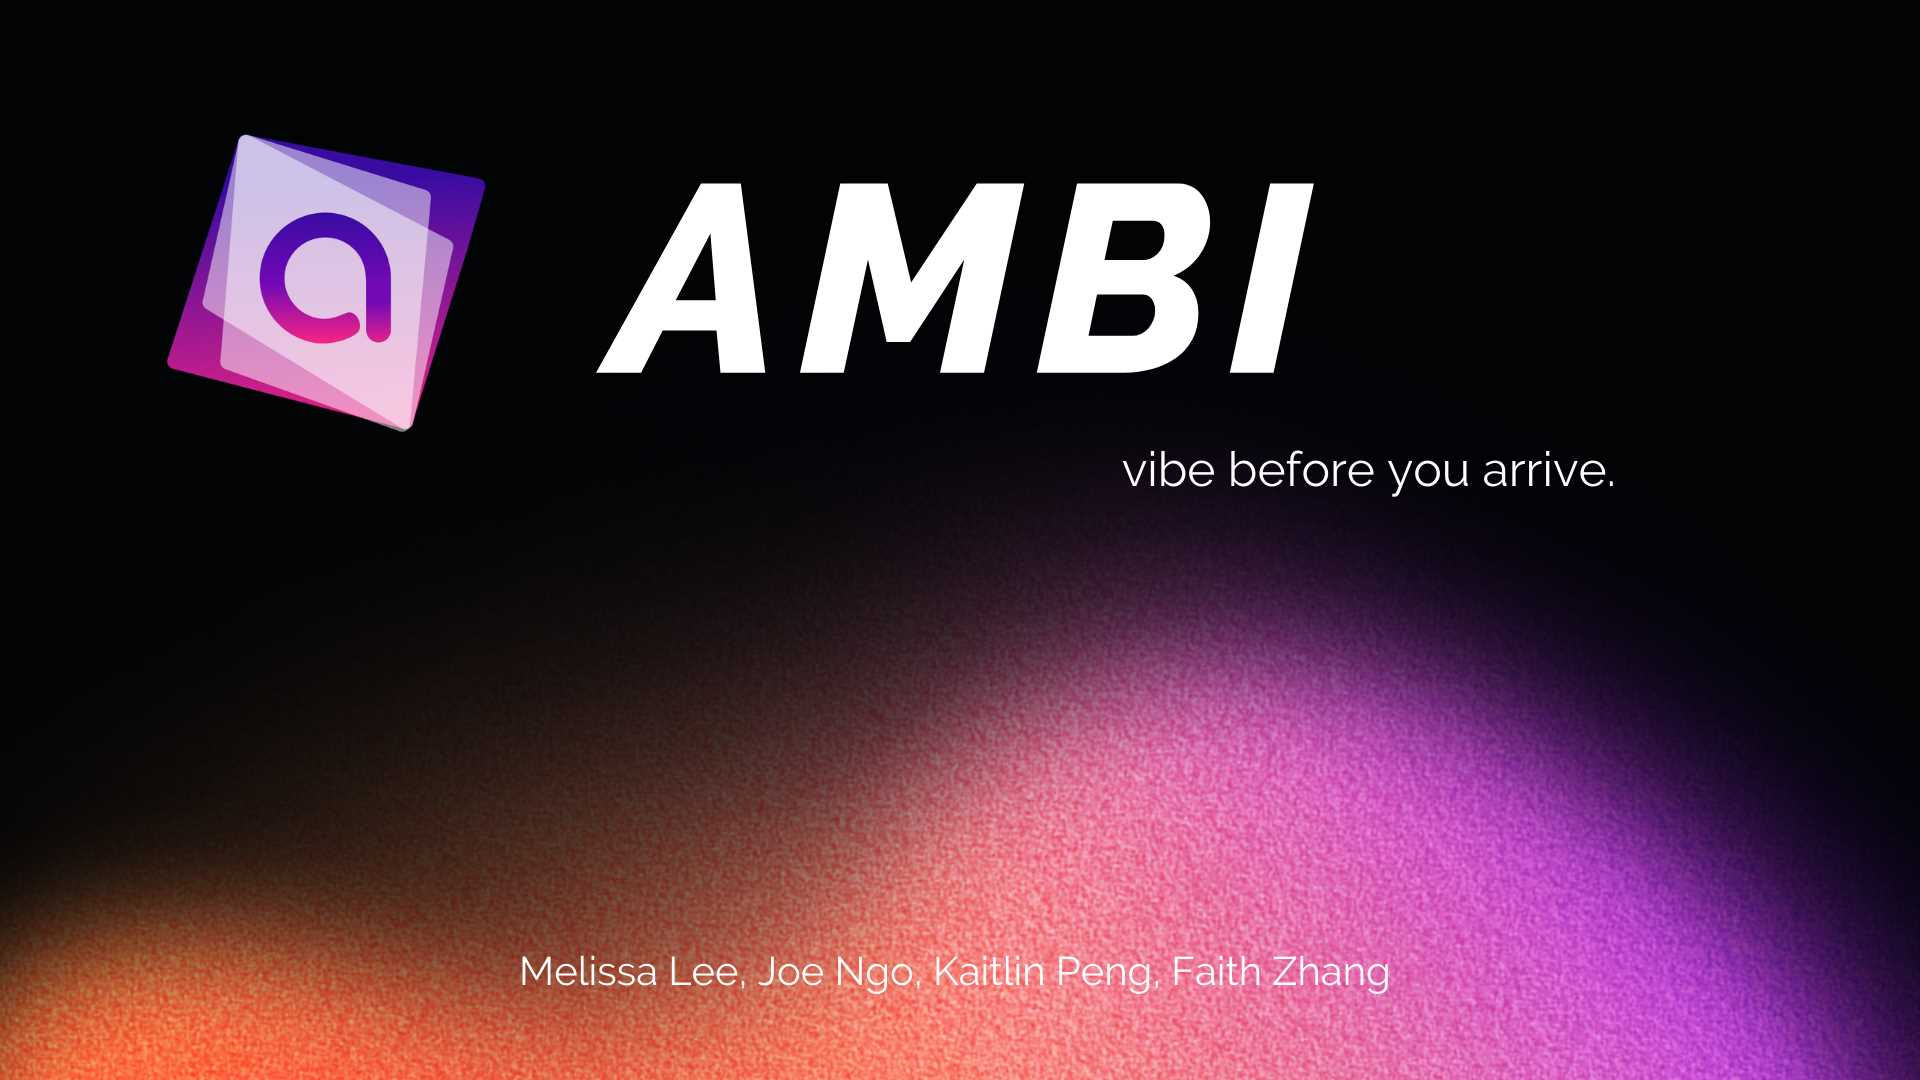 a
AMBI
vibe before you arrive.
Melissa Lee, Joe Ngo, Kaitlin Peng, Faith Zhang